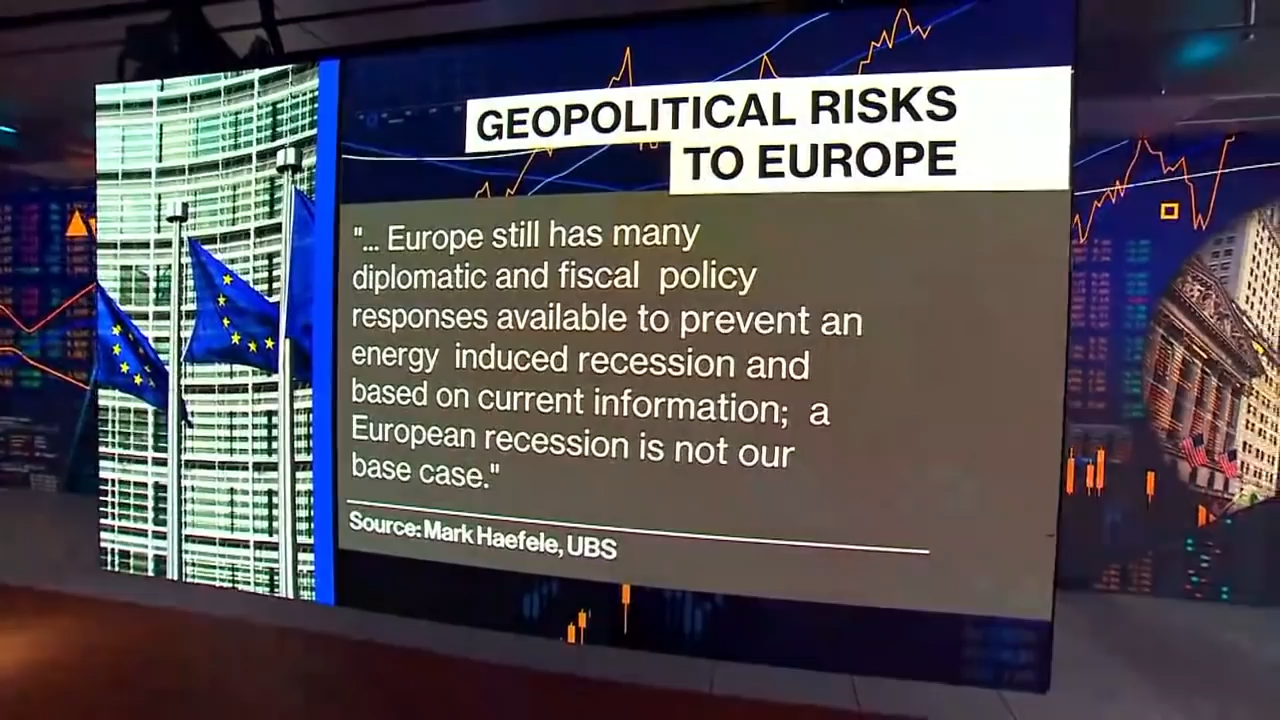 GEOPOLITICAL RISKS
TO EUROPE
"... Europe still has many
diplomatic and fiscal policy
responses available to prevent an
energy induced recession and
based on current information; a
European recession is not our
base case."
Source: Mark Haefele, UBS